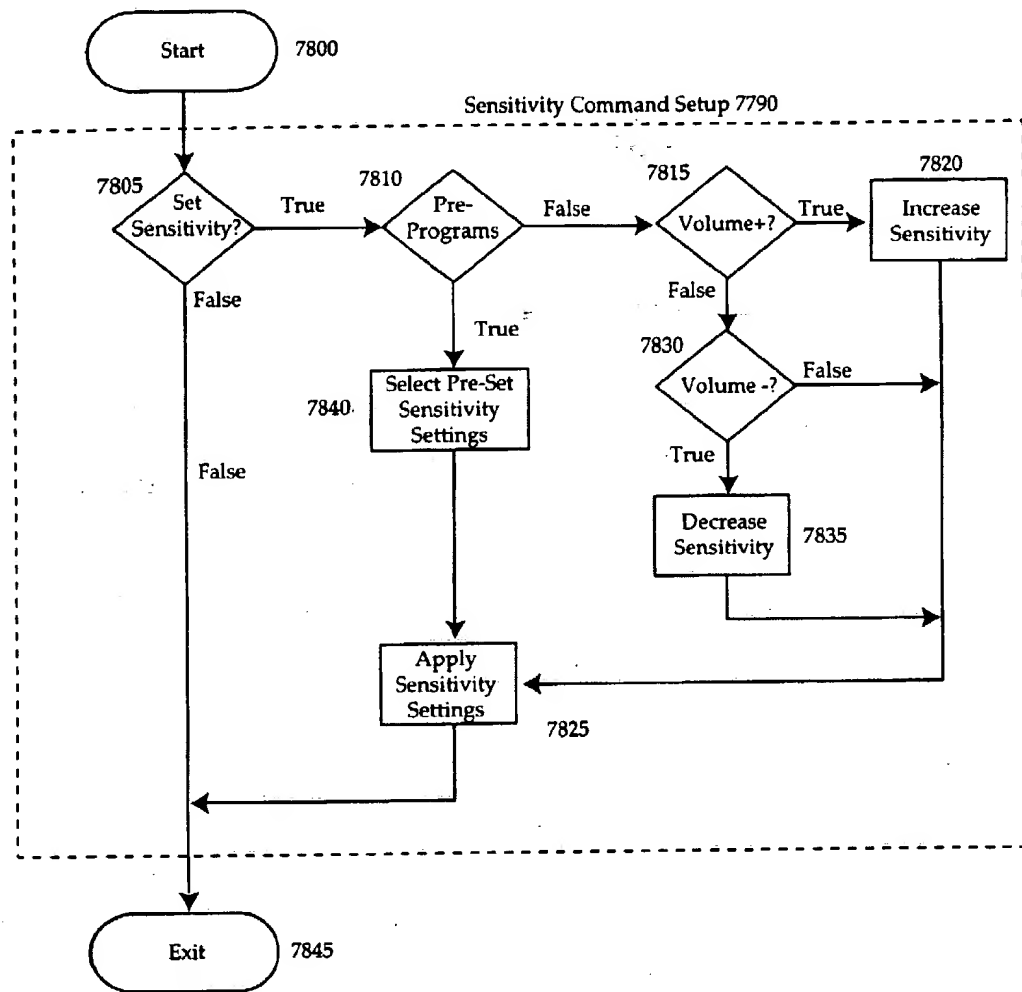 Start
7800
Sensitivity Command Setup 7790
7805
Set
Sensitivity?
True
False
False
7810
Pre-
Programs
False
True
7815
Volume+?
True
False
7820
Increase
Sensitivity
7830
Volume -?
False
True
7840
Select Pre-Set
Sensitivity
Settings
Decrease
Sensitivity
7835
Apply
Sensitivity
Settings
7825
Exit
7845